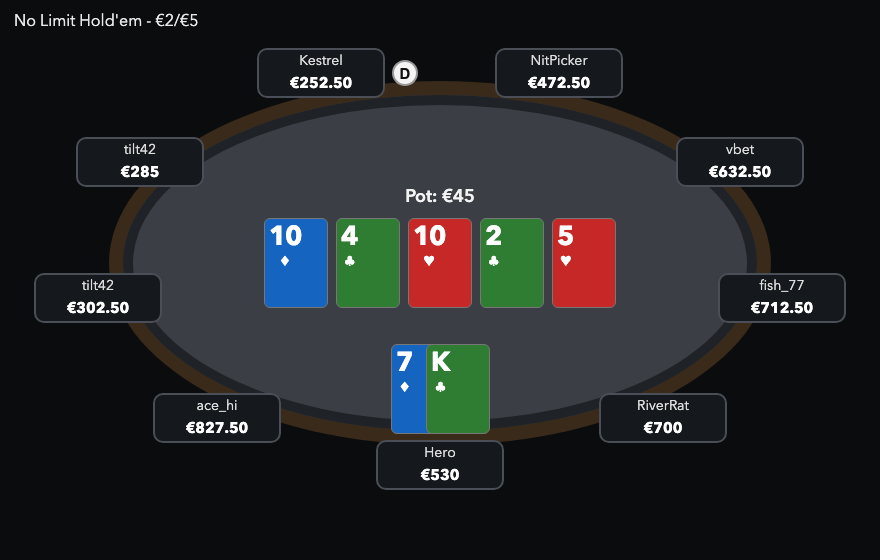 No Limit Hold'em - €2/€5
Kestrel
€252.50
D
NitPicker
€472.50
tilt42
€285
vbet
€632.50
Pot: €45
10
♦
4
♣
10
♥
2
♣
5
♥
tilt42
€302.50
fish_77
€712.50
7
♦
K
♣
ace_hi
€827.50
RiverRat
€700
Hero
€530